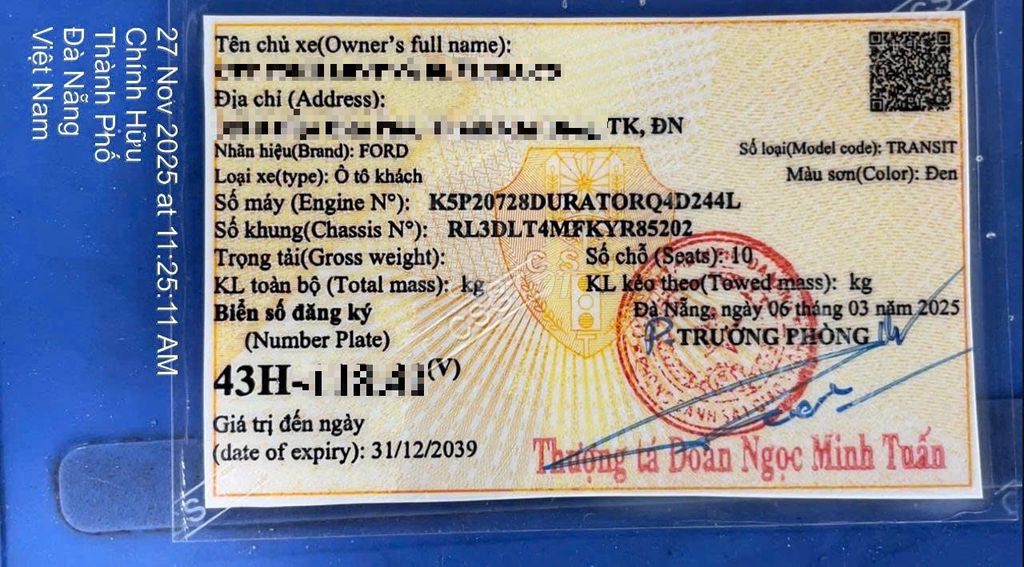 Tên chủ xe(Owner's full name):
Địa chỉ (Address):
TK, ĐN
Nhãn hiệu(Brand): FORD
Số loại(Model code): TRANSIT
Loại xe(type): Ô tô khách
Màu sơn(Color): Đen
Số máy (Engine N°): K5P20728DURATORQ4D244L
Số khung(Chassis N°): RL3DLT4MFKYR85202
Trọng tải(Gross weight):
Số chỗ (Seats): 10
KL toàn bộ (Total mass): kg
KL kéo theo(Towed mass): kg
Biển số đăng ký
(Number Plate)
Đà Nẵng, ngày 06 tháng 03 năm 2025
P. TRƯỞNG PHÒNG
43H-
(V)
Giá trị đến ngày
(date of expiry): 31/12/2039
Thượng tá Đoàn Ngọc Minh Tuấn
27 Nov 2025 at 11:25:11 AM
Chính Hữu
Thành Phố
Đà Nẵng
Việt Nam